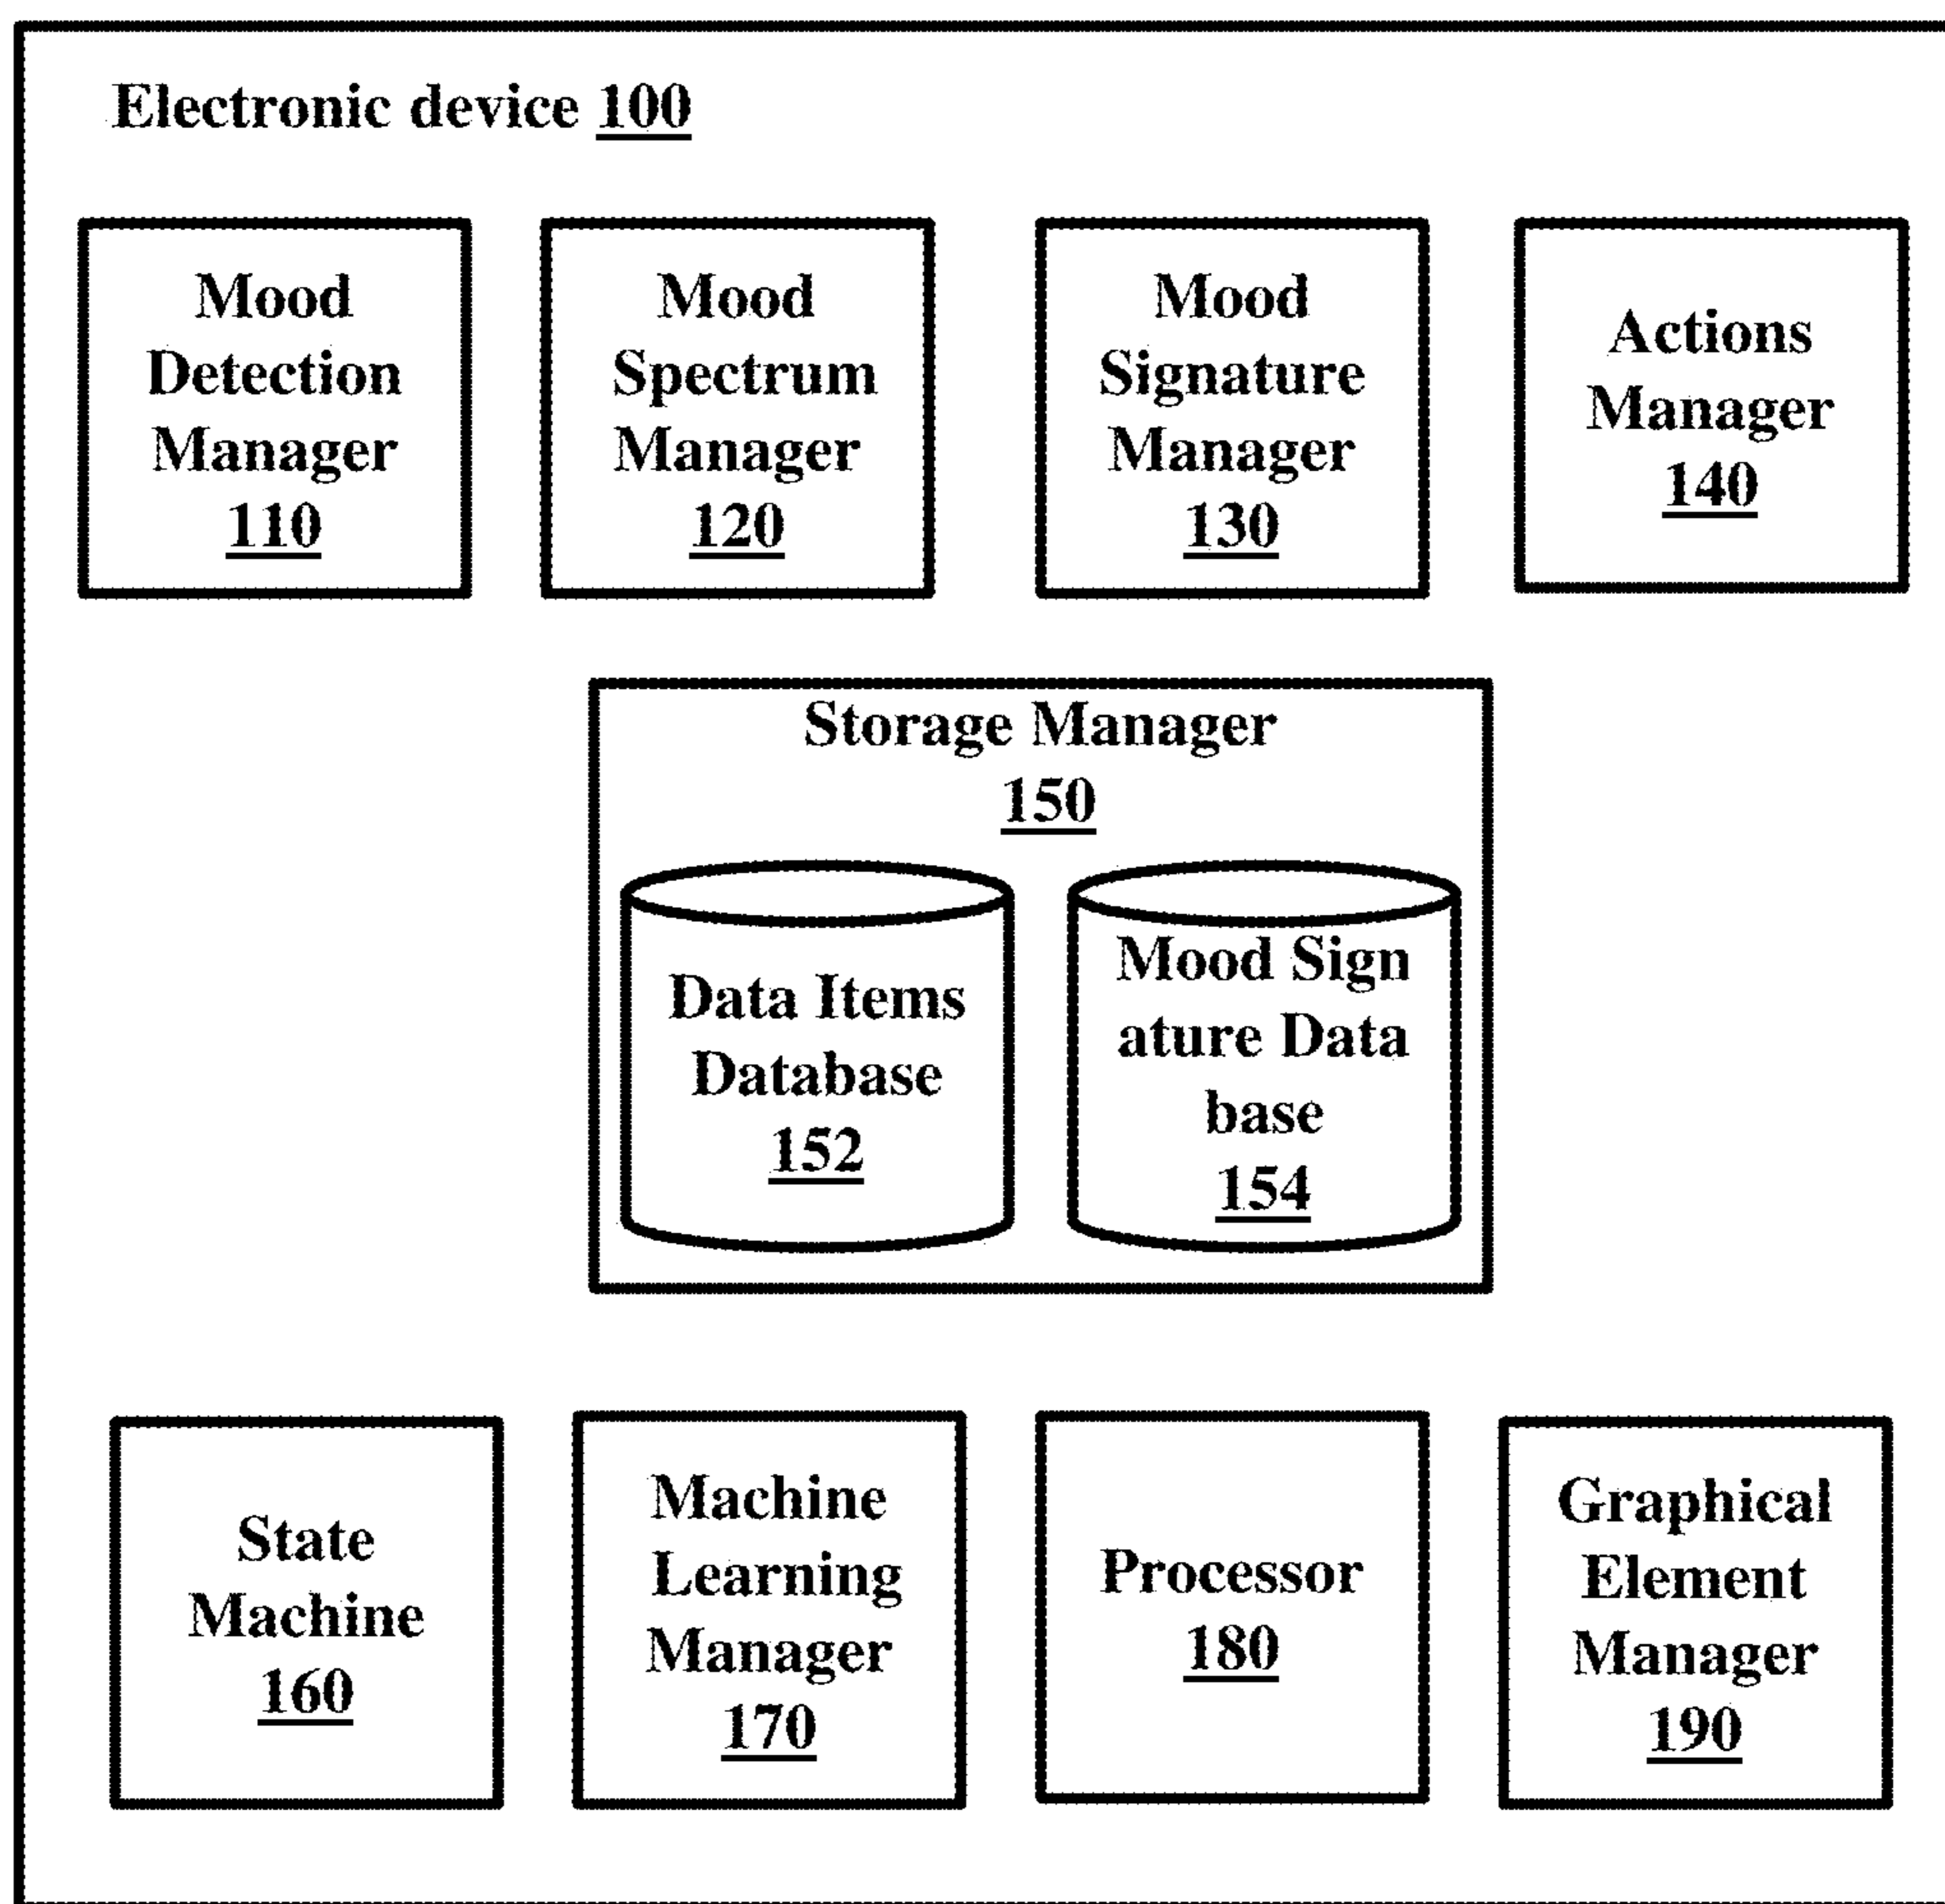 Electronic device 100
Mood
Detection
Manager
110
Mood
Spectrum
Manager
120
Mood
Signature
Manager
130
Actions
Manager
140
Storage Manager
150
Data Items
Database
152
Mood Sign
ature Data
base
154
State
Machine
160
Machine
Learning
Manager
170
Processor
180
Graphical
Element
Manager
190